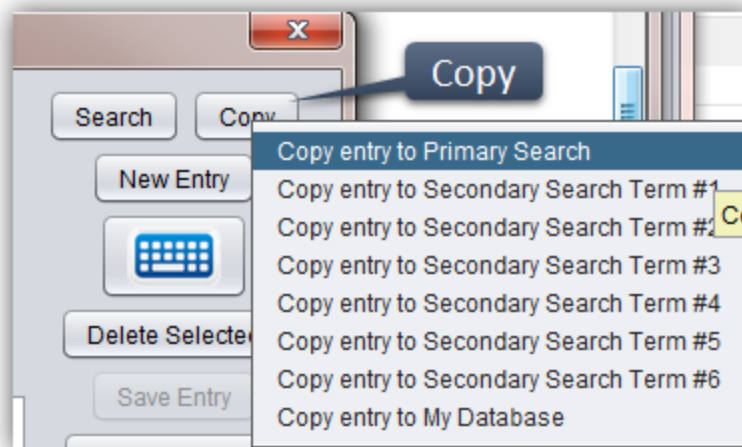 Copy
Search
Copy
New Entry
Copy entry to Primary Search
Copy entry to Secondary Search Term #1
Copy entry to Secondary Search Term #2
Copy entry to Secondary Search Term #3
Copy entry to Secondary Search Term #4
Copy entry to Secondary Search Term #5
Copy entry to Secondary Search Term #6
Copy entry to My Database
Delete Selected
Save Entry